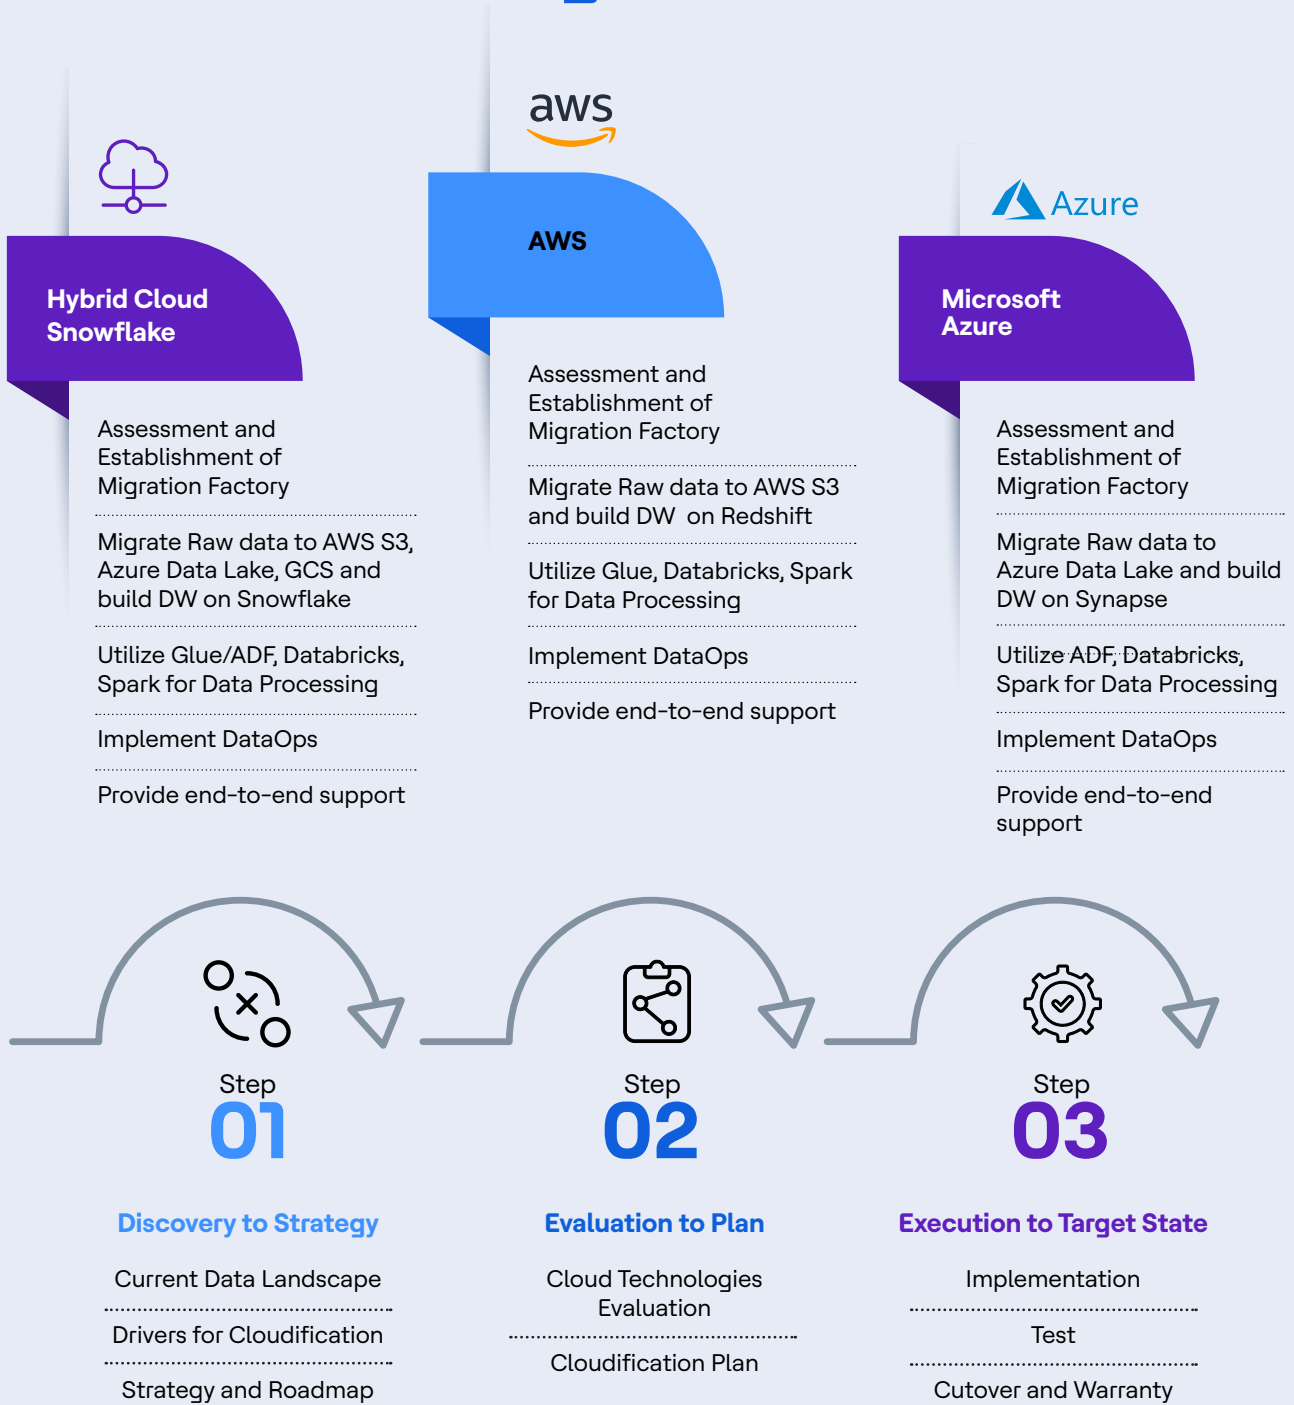 Hybrid Cloud
Snowflake
Assessment and
Establishment of
Migration Factory
Migrate Raw data to AWS S3,
Azure Data Lake, GCS and
build DW on Snowflake
Utilize Glue/ADF, Databricks,
Spark for Data Processing
Implement DataOps
Provide end-to-end support
aws
AWS
Assessment and
Establishment of
Migration Factory
Migrate Raw data to AWS S3
and build DW on Redshift
Utilize Glue, Databricks, Spark
for Data Processing
Implement DataOps
Provide end-to-end support
Azure
Microsoft
Azure
Assessment and
Establishment of
Migration Factory
Migrate Raw data to
Azure Data Lake and build
DW on Synapse
Utilize ADF, Databricks,
Spark for Data Processing
Implement DataOps
Provide end-to-end
support
Step
01
Discovery to Strategy
Current Data Landscape
Drivers for Cloudification
Strategy and Roadmap
Step
02
Evaluation to Plan
Cloud Technologies
Evaluation
Cloudification Plan
Step
03
Execution to Target State
Implementation
Test
Cutover and Warranty